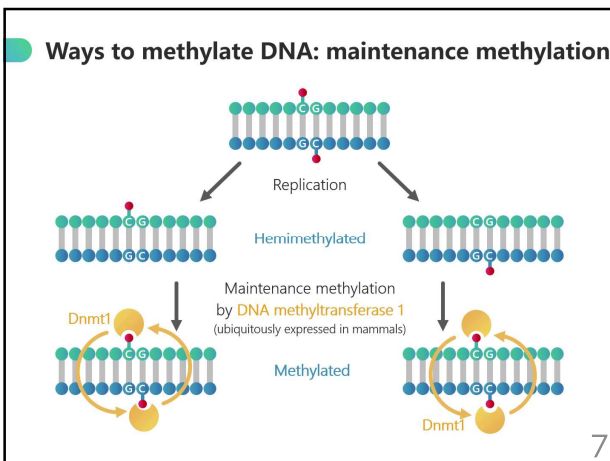 Ways to methylate DNA: maintenance methylation
C G
G C
Replication
C G
G C
Hemimethylated
C G
G C
Maintenance methylation
by DNA methyltransferase 1
(ubiquitously expressed in mammals)
Dnmt1
C G
G C
Methylated
C G
G C
Dnmt1
7